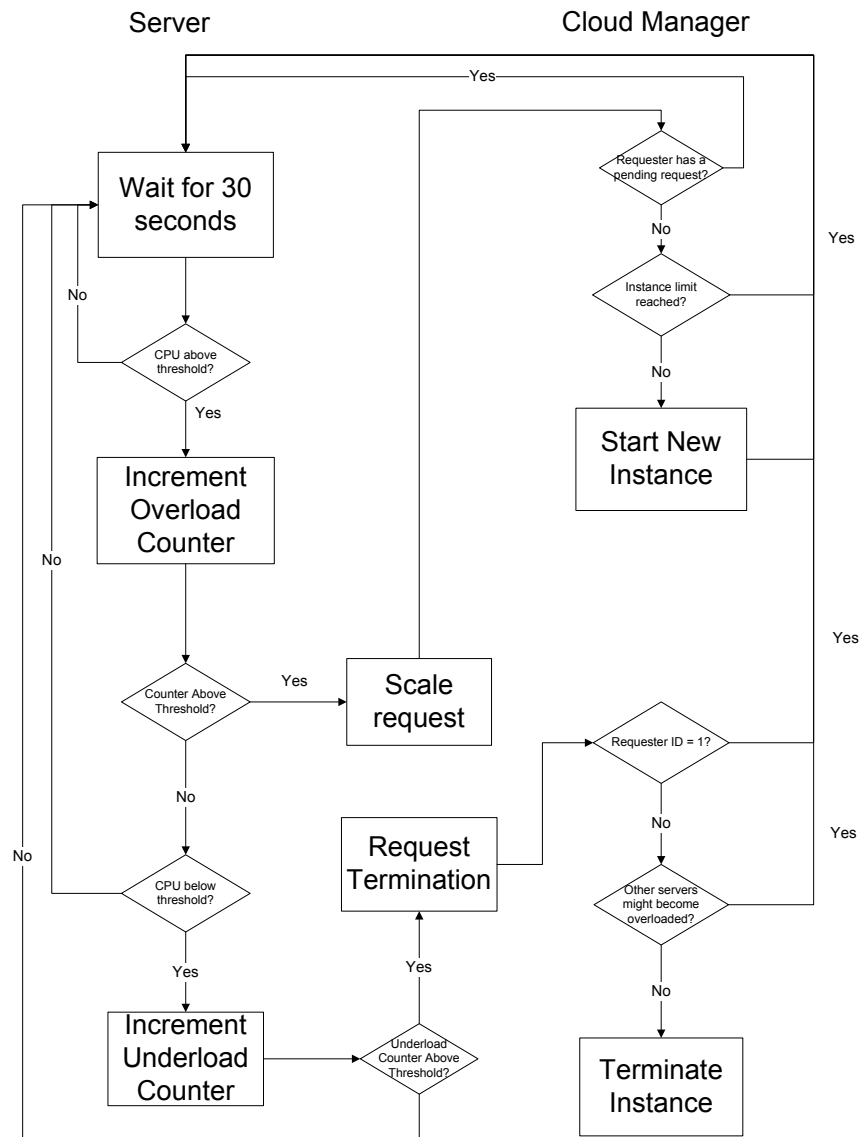 Server
Cloud Manager
Yes
Requester has a
pending request?
Wait for 30
seconds
No
Yes
No
Instance limit
reached?
CPU above
threshold?
No
Yes
Start New
Instance
Increment
Overload
Counter
No
Yes
Counter Above
Threshold?
Yes
Scale
request
Requester ID = 1?
No
No
Yes
Request
Termination
No
CPU below
threshold?
Other servers
might become
overloaded?
Yes
Yes
No
Increment
Underload
Counter
Underload
Counter Above
Threshold?
Terminate
Instance